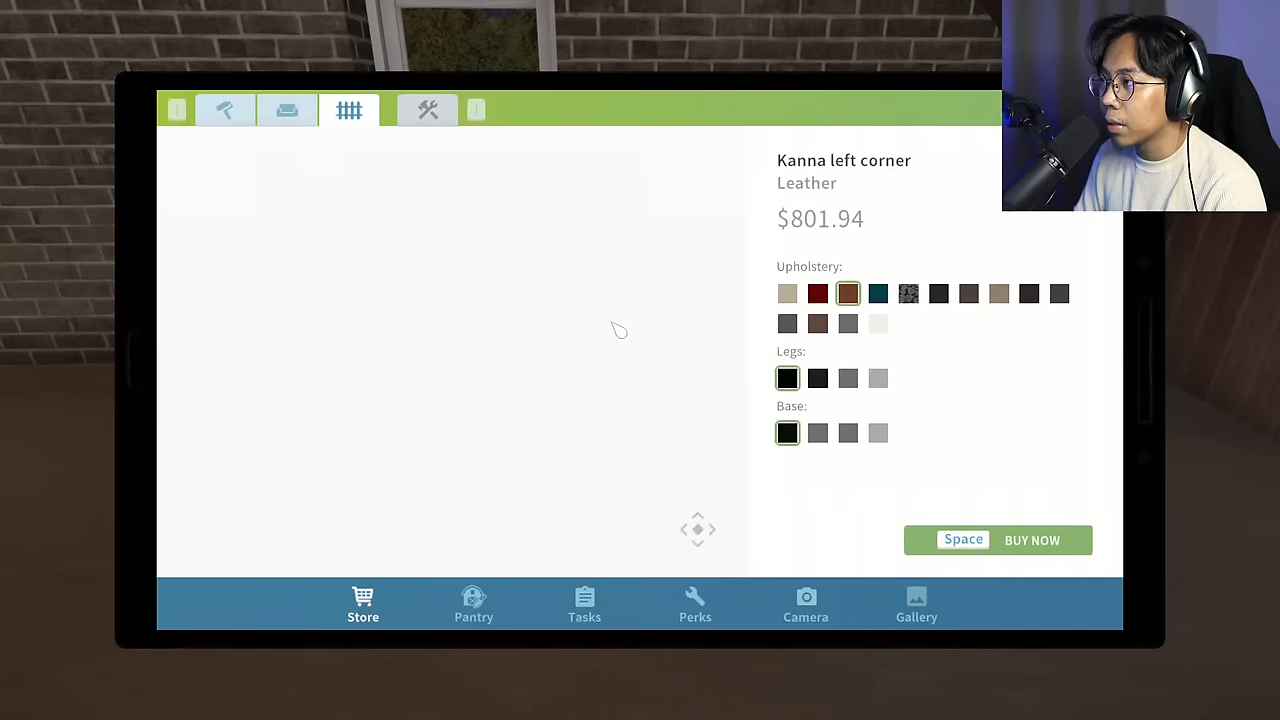 Kanna left corner
Leather
$801.94
Upholstery:
Legs:
Base:
Space BUY NOW
Store Pantry Tasks Perks Camera Gallery